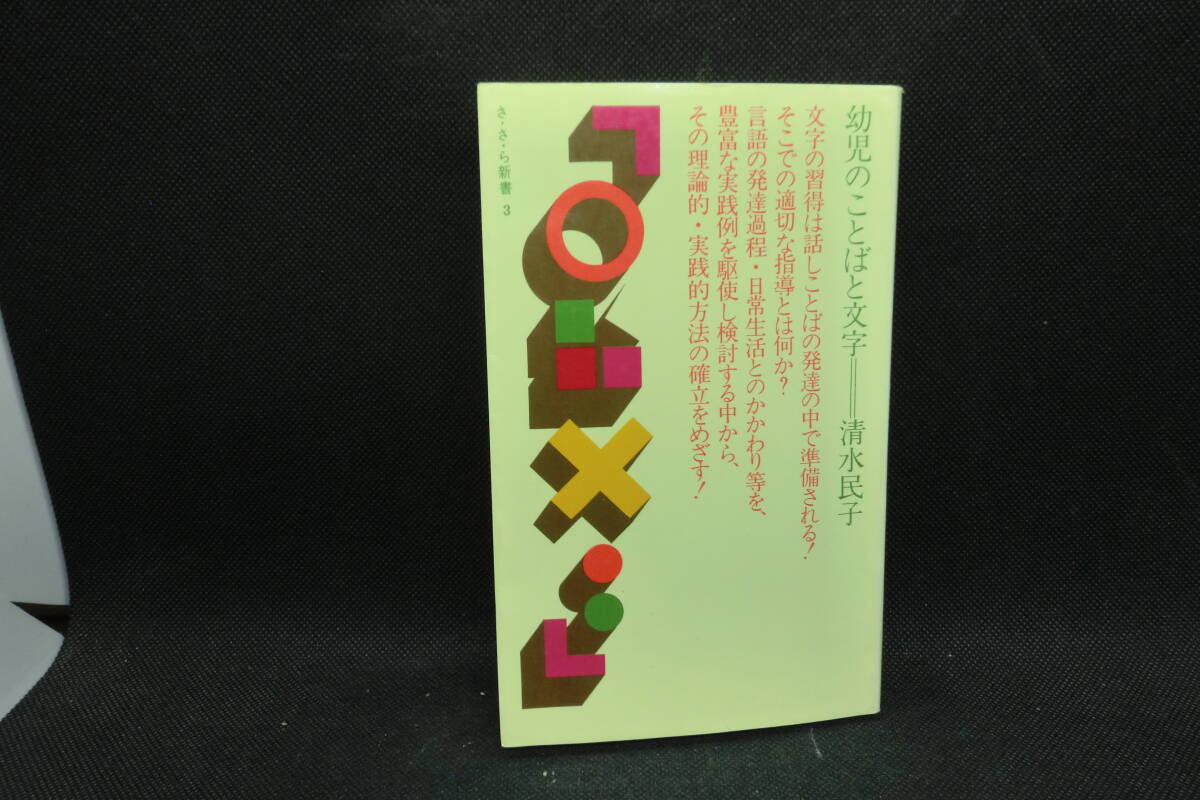 幼児のことばと文字══清水民子
文字の習得は話しことばの発達の中で準備される!
そこでの適切な指導とは何か?
言語の発達過程・日常生活とのかかわり等を、
豊富な実践例を駆使し検討する中から、
その理論的・実践的方法の確立をめざす!
さ・さ・ら新書 3